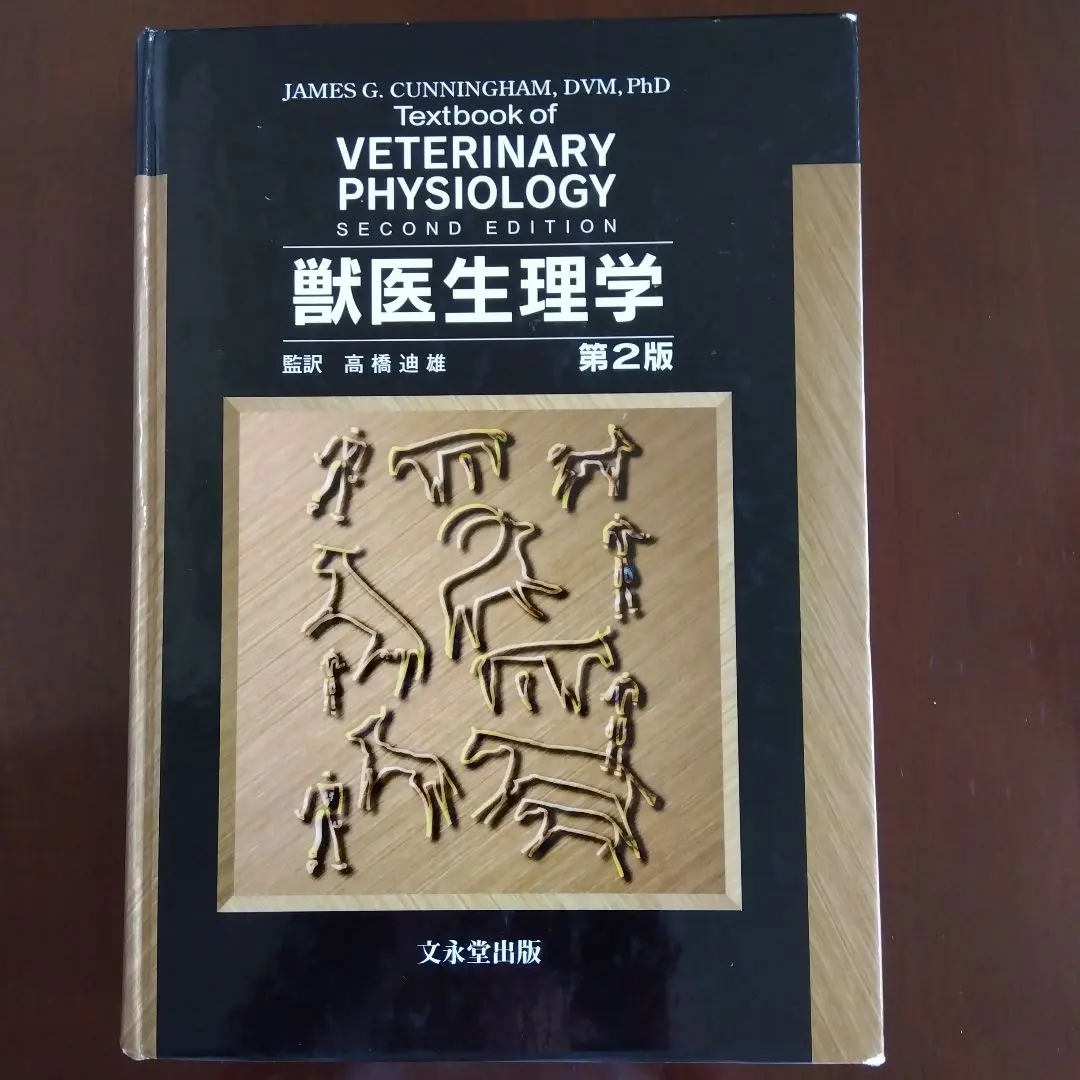 JAMES G. CUNNINGHAM, DVM, PhD
Textbook of
VETERINARY
PHYSIOLOGY
SECOND EDITION
獣医生理学
監訳 高橋迪雄 第2版
文永堂出版